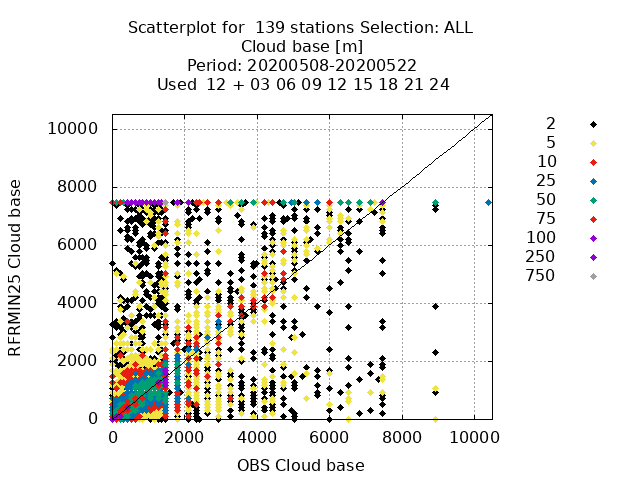 Scatterplot for  139 stations Selection: ALL
Cloud base [m]
Period: 20200508-20200522
Used  12 + 03 06 09 12 15 18 21 24
RFRMIN25 Cloud base
10000
8000
6000
4000
2000
0
0 2000 4000 6000 8000 10000
OBS Cloud base
2
5
10
25
50
75
100
250
750